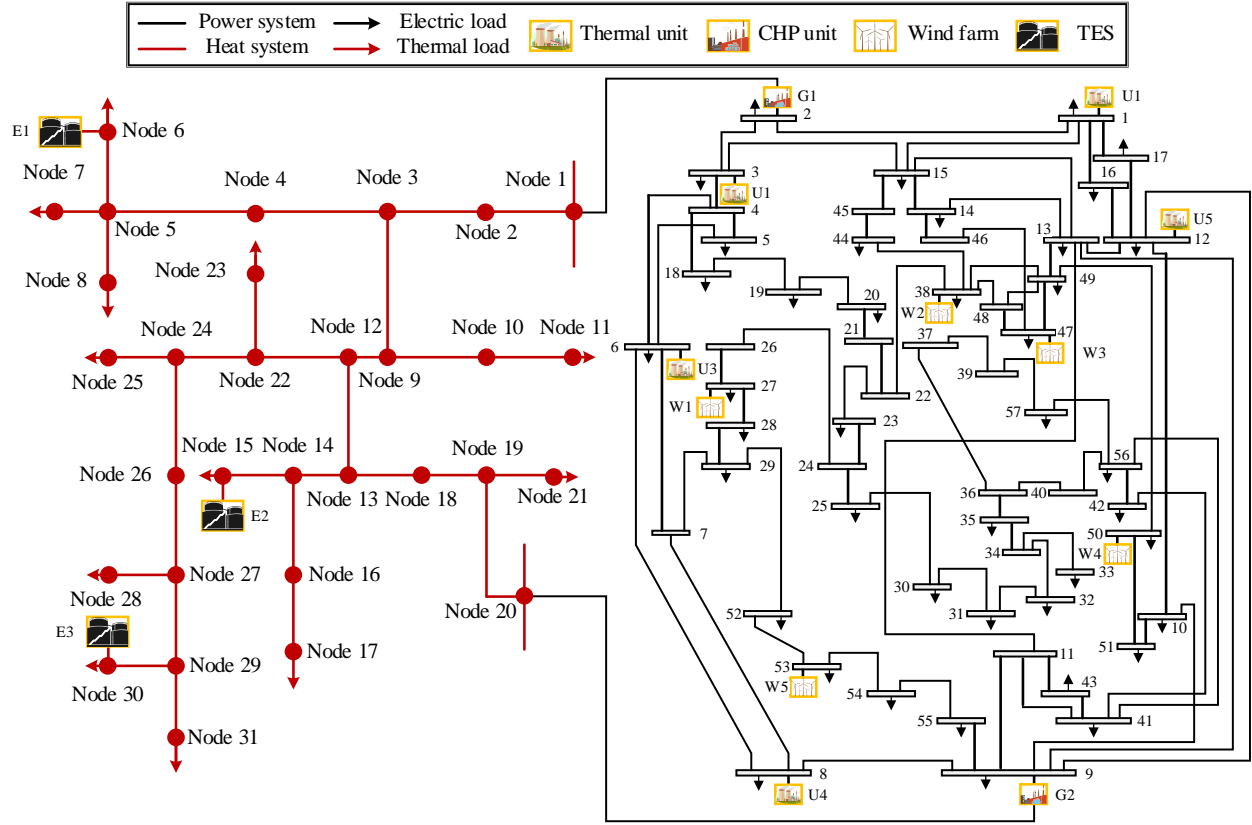 Power system Electric load Thermal unit CHP unit Wind farm TES
Heat system Thermal load
G1 U1
2 1
E1 Node 6
Node 7 17
Node 4 Node 3 Node 1 3 15 16
U1 U5
4 45 14
Node 5 Node 2 5 44 46 13 12
Node 23
Node 8 18 19 38 48 49
20 W2
21 37 47
Node 24 Node 12 Node 10 Node 11 6 26 W3
U3
Node 25 Node 22 Node 9 27 39
W1 22 57
28 23
Node 15 Node 14 Node 19
Node 26 29 24 56
Node 13 Node 18 Node 21 36 40
E2 25 42
35 50
7 34 W4
Node 27 Node 16 33
Node 28 30 32
Node 20 52 31 10
E3
51
Node 29 Node 17 11
Node 30 53 43
W5 54
55 41
Node 31
8 9
U4 G2